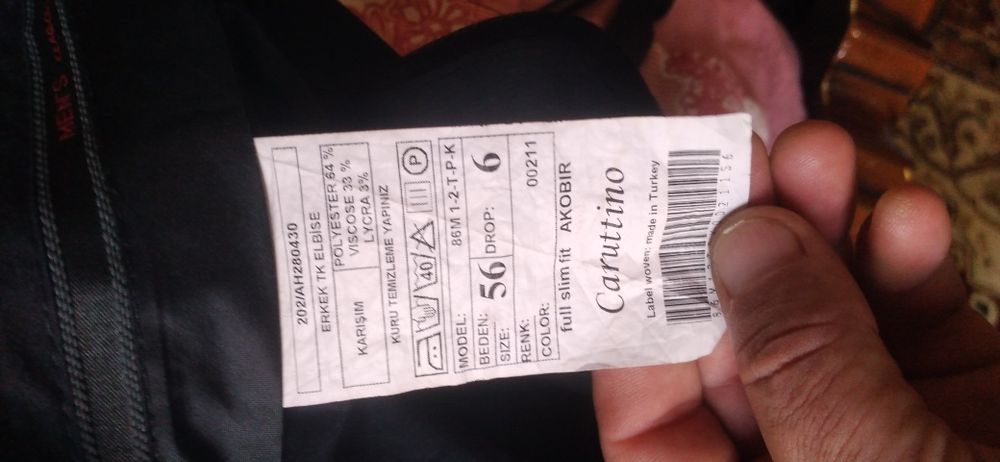 MEN'S
202/AH280430
ERKEK TK ELBİSE
KARIŞIM
POLYESTER 64 %
VISCOSE 33 %
LYCRA 3%
KURU TEMIZLEME YAPINIZ
40 P
MODEL: 86M 1-2-T-P-K
BEDEN: 56 DROP: 6
SIZE:
RENK: 00211
COLOR:
full slim fit AKOBIR
Caruttino
Label woven: made in Turkey